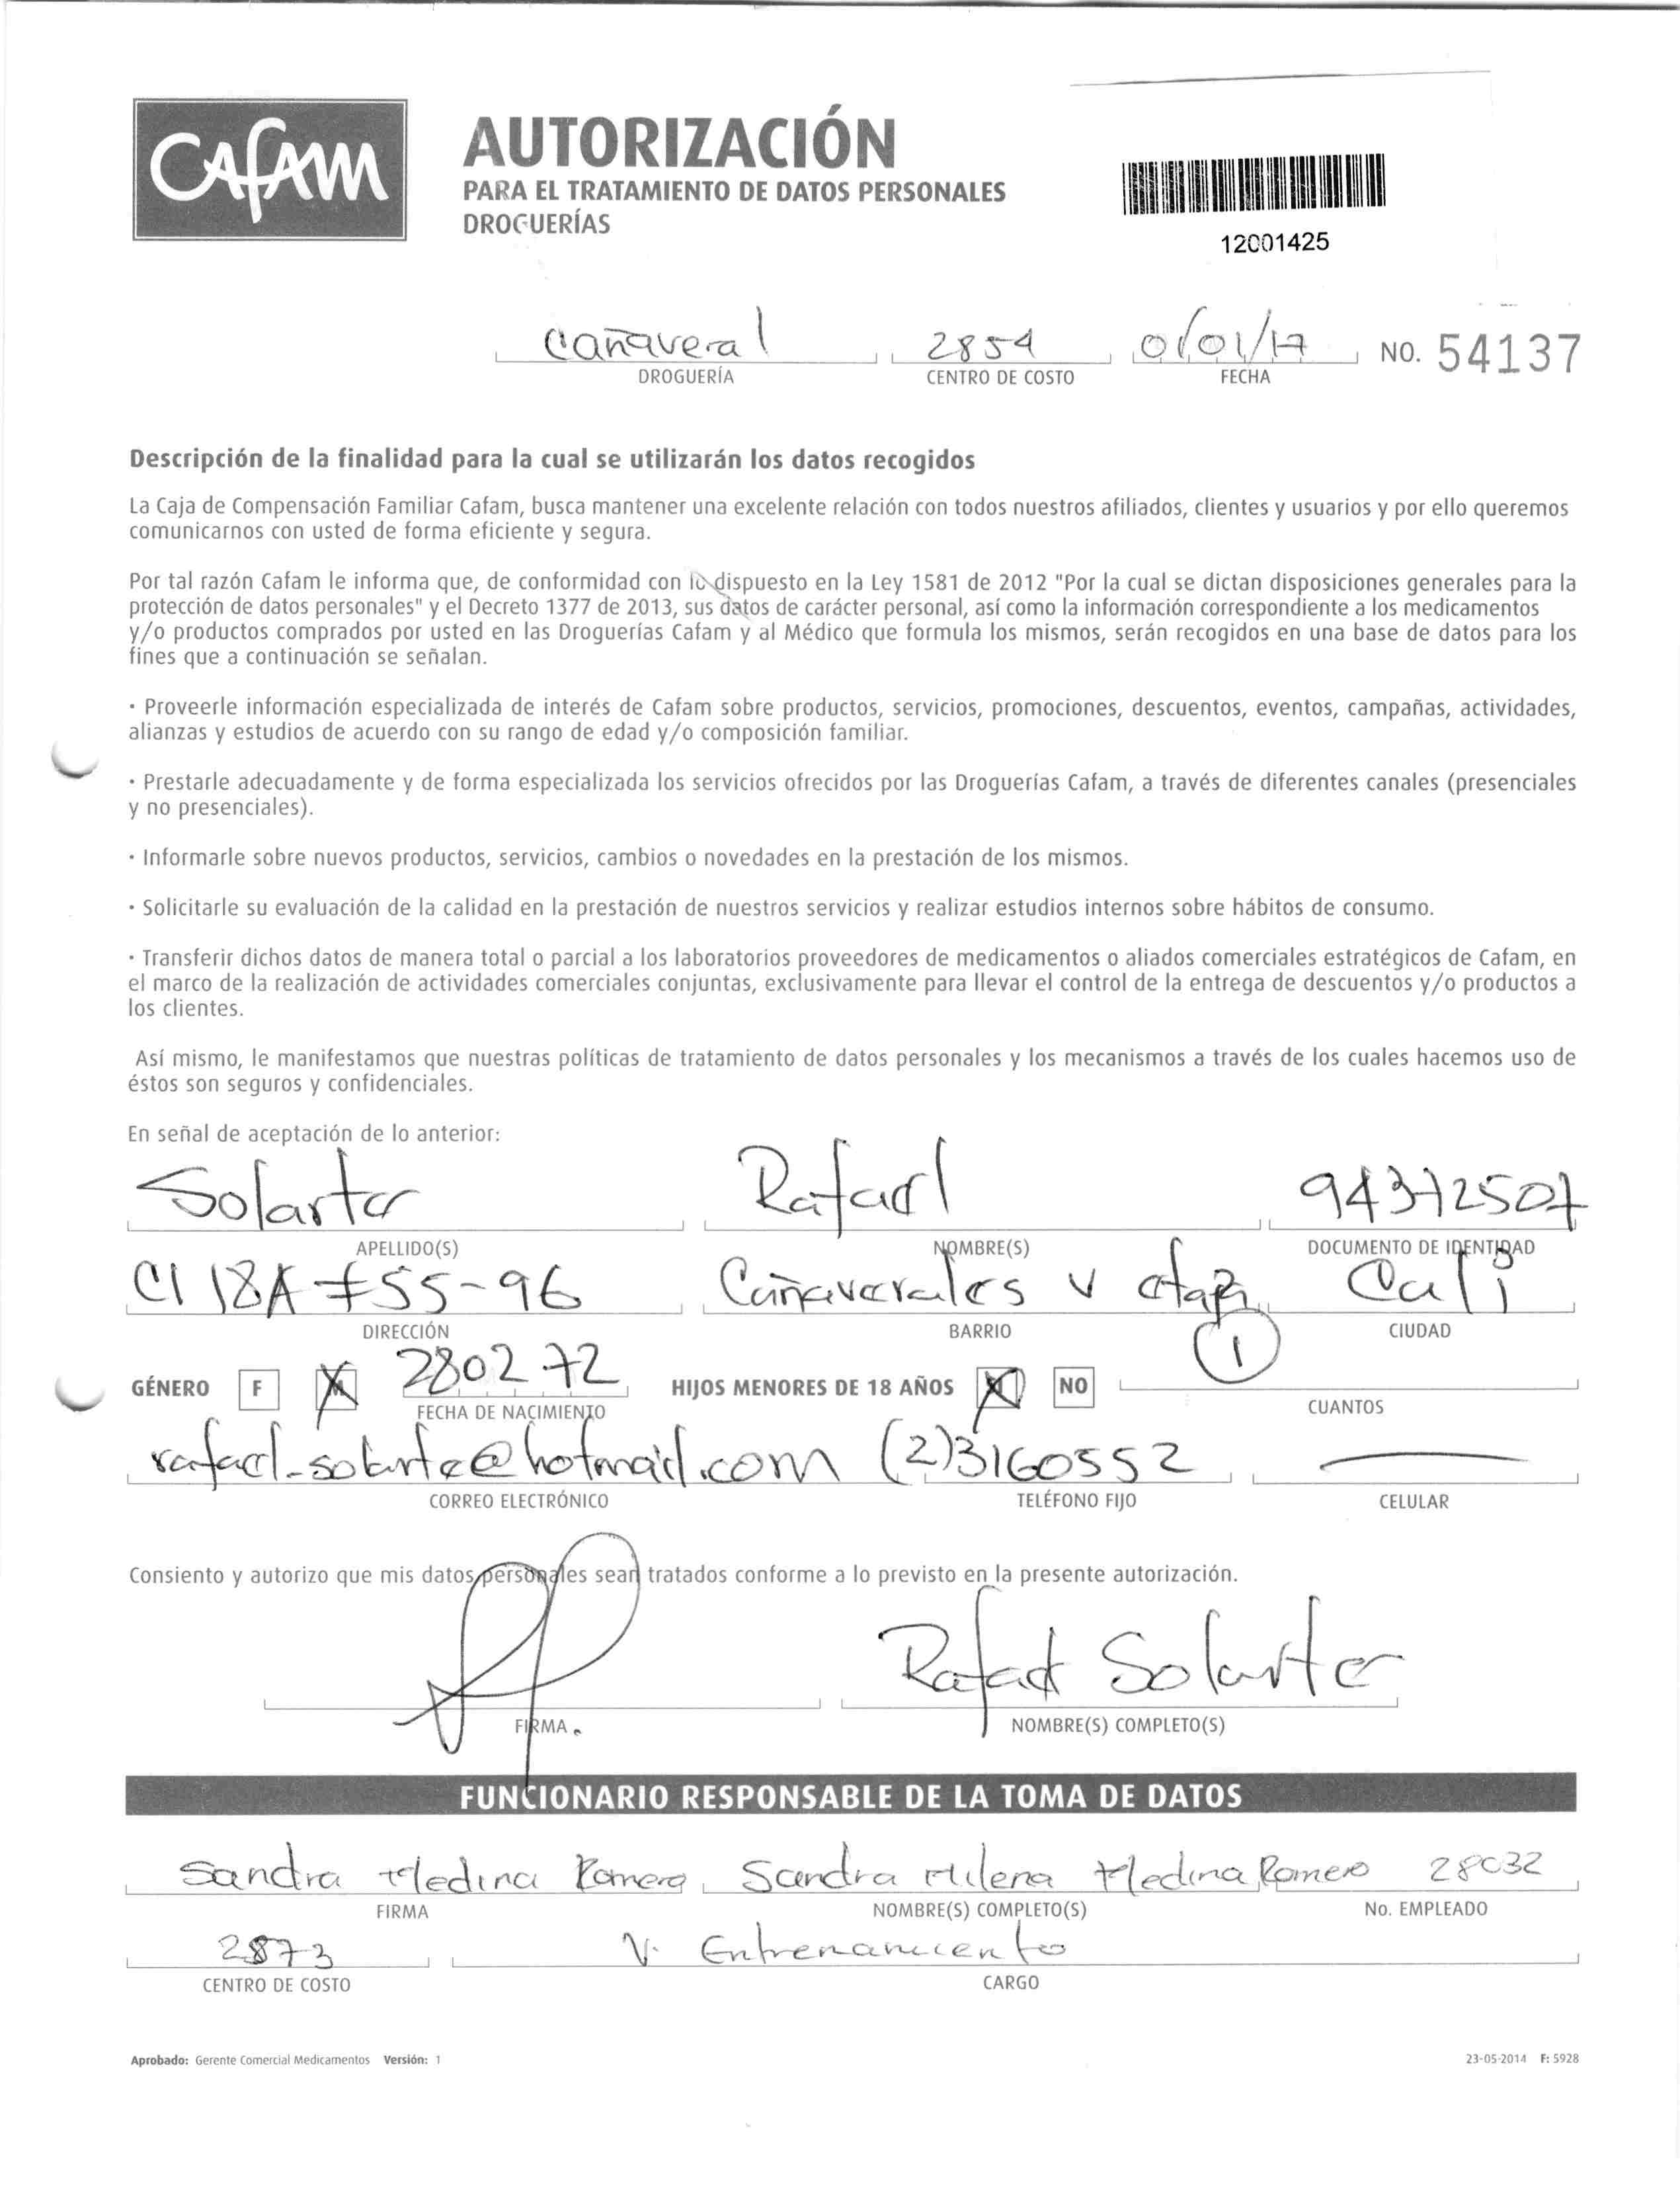 CAFAM
AUTORIZACIÓN
PARA EL TRATAMIENTO DE DATOS PERSONALES
DROGUERÍAS
12001425
Cañaveral 2854 01/01/17 NO. 54137
DROGUERÍA CENTRO DE COSTO FECHA
Descripción de la finalidad para la cual se utilizarán los datos recogidos
La Caja de Compensación Familiar Cafam, busca mantener una excelente relación con todos nuestros afiliados, clientes y usuarios y por ello queremos
comunicarnos con usted de forma eficiente y segura.
Por tal razón Cafam le informa que, de conformidad con lo dispuesto en la Ley 1581 de 2012 "Por la cual se dictan disposiciones generales para la
protección de datos personales" y el Decreto 1377 de 2013, sus datos de carácter personal, así como la información correspondiente a los medicamentos
y/o productos comprados por usted en las Droguerías Cafam y al Médico que formula los mismos, serán recogidos en una base de datos para los
fines que a continuación se señalan.
· Proveerle información especializada de interés de Cafam sobre productos, servicios, promociones, descuentos, eventos, campañas, actividades,
alianzas y estudios de acuerdo con su rango de edad y/o composición familiar.
· Prestarle adecuadamente y de forma especializada los servicios ofrecidos por las Droguerías Cafam, a través de diferentes canales (presenciales
y no presenciales).
· Informarle sobre nuevos productos, servicios, cambios o novedades en la prestación de los mismos.
· Solicitarle su evaluación de la calidad en la prestación de nuestros servicios y realizar estudios internos sobre hábitos de consumo.
· Transferir dichos datos de manera total o parcial a los laboratorios proveedores de medicamentos o aliados comerciales estratégicos de Cafam, en
el marco de la realización de actividades comerciales conjuntas, exclusivamente para llevar el control de la entrega de descuentos y/o productos a
los clientes.
Así mismo, le manifestamos que nuestras políticas de tratamiento de datos personales y los mecanismos a través de los cuales hacemos uso de
éstos son seguros y confidenciales.
En señal de aceptación de lo anterior:
Solarte Rafael 94372507
APELLIDO(S) NOMBRE(S) DOCUMENTO DE IDENTIDAD
Cl 18A #55-96 Cañaverales V etapa Cali
DIRECCIÓN BARRIO CIUDAD
GÉNERO F M 280272 HIJOS MENORES DE 18 AÑOS SI NO 1
FECHA DE NACIMIENTO CUANTOS
rafael_solarte@hotmail.com (2)3160552
CORREO ELECTRÓNICO TELÉFONO FIJO CELULAR
Consiento y autorizo que mis datos personales sean tratados conforme a lo previsto en la presente autorización.
Rafael Solarte
FIRMA NOMBRE(S) COMPLETO(S)
FUNCIONARIO RESPONSABLE DE LA TOMA DE DATOS
Sandra Medina Romero Sandra Milena Medina Romero 28032
FIRMA NOMBRE(S) COMPLETO(S) No. EMPLEADO
2873 V. Entrenamiento
CENTRO DE COSTO CARGO
Aprobado: Gerente Comercial Medicamentos Versión: 1 23-05-2014 F: 5928